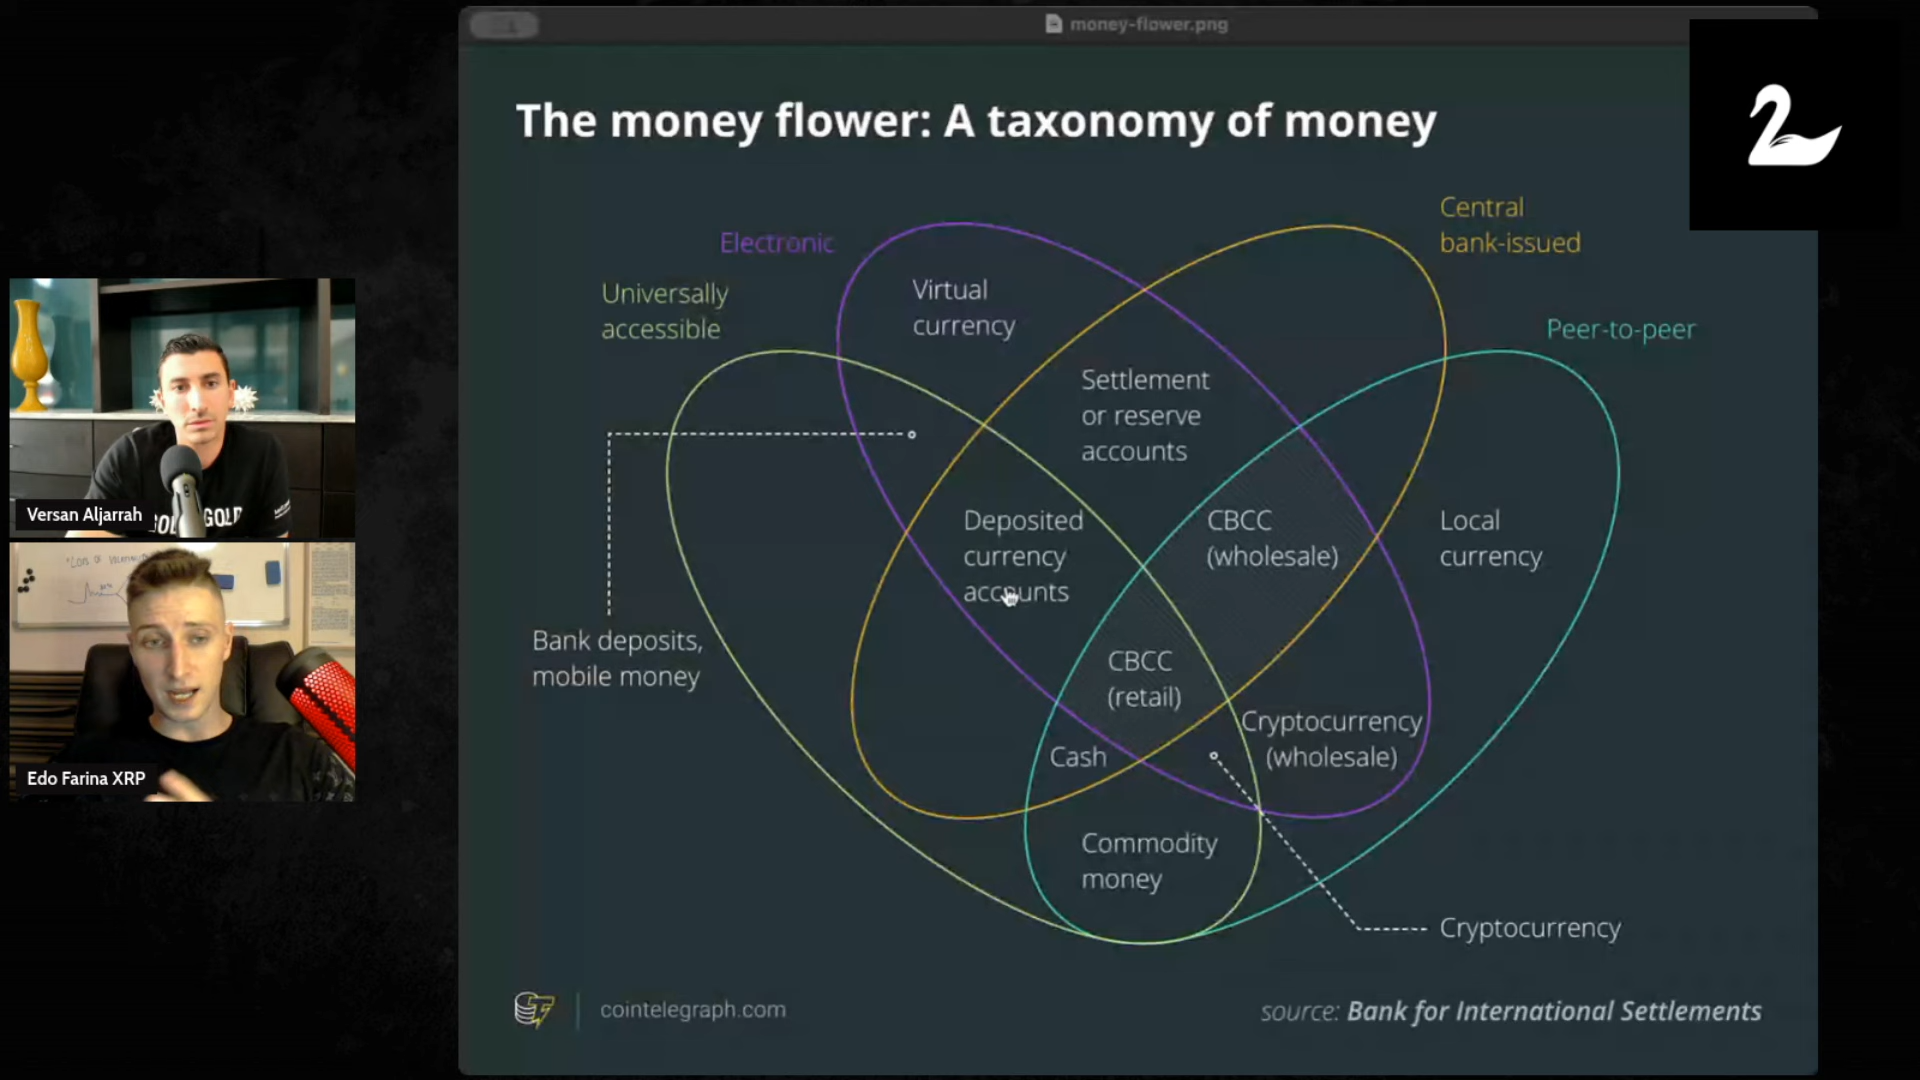 money-flower.png
The money flower: A taxonomy of money
Central
bank-issued
Electronic
Universally
accessible
Virtual
currency
Peer-to-peer
Settlement
or reserve
accounts
Deposited
currency
accounts
CBCC
(wholesale)
Local
currency
Bank deposits,
mobile money
CBCC
(retail)
Cryptocurrency
(wholesale)
Cash
Commodity
money
Cryptocurrency
cointelegraph.com
source: Bank for International Settlements
Versan Aljarrah
GOLD
Edo Farina XRP